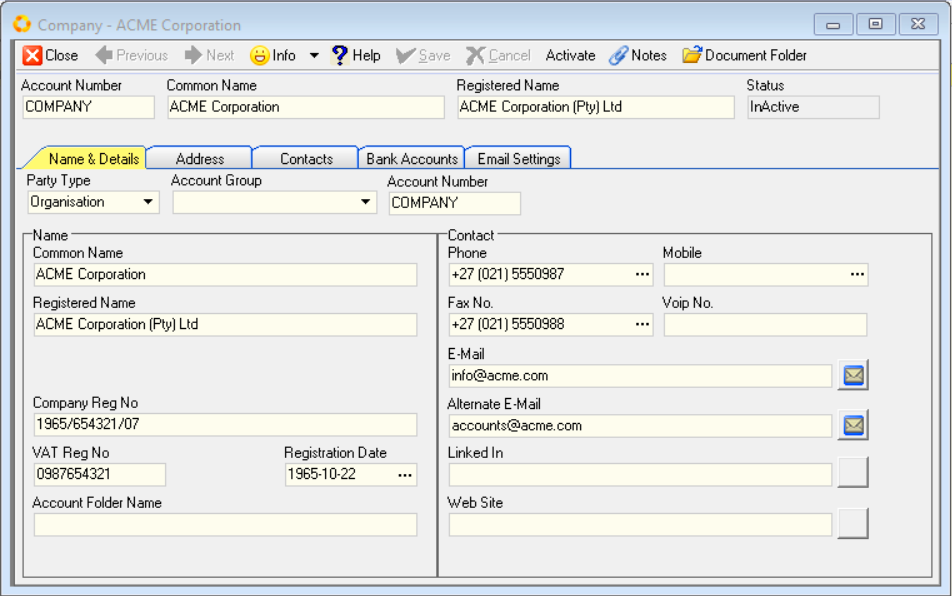 Company - ACME Corporation
Close Previous Next Info Help Save Cancel Activate Notes Document Folder
Account Number Common Name Registered Name Status
COMPANY ACME Corporation ACME Corporation (Pty) Ltd InActive
Name & Details Address Contacts Bank Accounts Email Settings
Party Type Account Group Account Number
Organisation COMPANY
Name
Common Name
ACME Corporation
Registered Name
ACME Corporation (Pty) Ltd
Company Reg No
1965/654321/07
VAT Reg No Registration Date
0987654321 1965-10-22 ...
Account Folder Name
Contact
Phone Mobile
+27 (021) 5550987 ... ...
Fax No. Voip No.
+27 (021) 5550988 ...
E-Mail
info@acme.com
Alternate E-Mail
accounts@acme.com
Linked In
Web Site